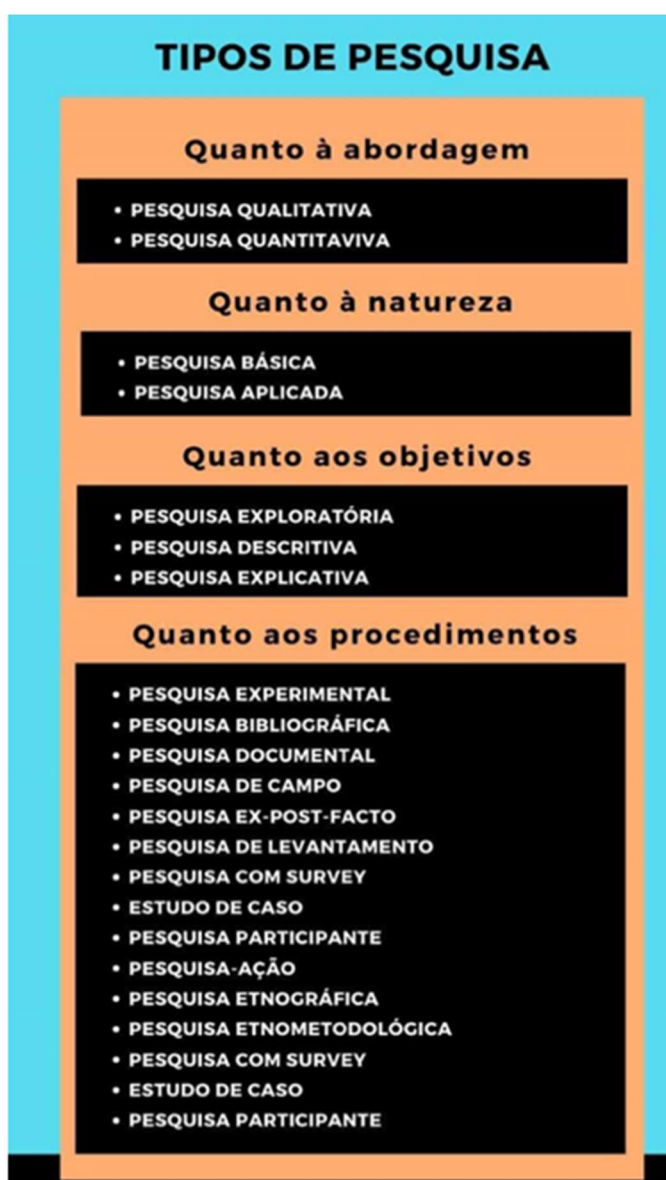 TIPOS DE PESQUISA
Quanto à abordagem
• PESQUISA QUALITATIVA
• PESQUISA QUANTITAVIVA
Quanto à natureza
• PESQUISA BÁSICA
• PESQUISA APLICADA
Quanto aos objetivos
• PESQUISA EXPLORATÓRIA
• PESQUISA DESCRITIVA
• PESQUISA EXPLICATIVA
Quanto aos procedimentos
• PESQUISA EXPERIMENTAL
• PESQUISA BIBLIOGRÁFICA
• PESQUISA DOCUMENTAL
• PESQUISA DE CAMPO
• PESQUISA EX-POST-FACTO
• PESQUISA DE LEVANTAMENTO
• PESQUISA COM SURVEY
• ESTUDO DE CASO
• PESQUISA PARTICIPANTE
• PESQUISA-AÇÃO
• PESQUISA ETNOGRÁFICA
• PESQUISA ETNOMETODOLÓGICA
• PESQUISA COM SURVEY
• ESTUDO DE CASO
• PESQUISA PARTICIPANTE